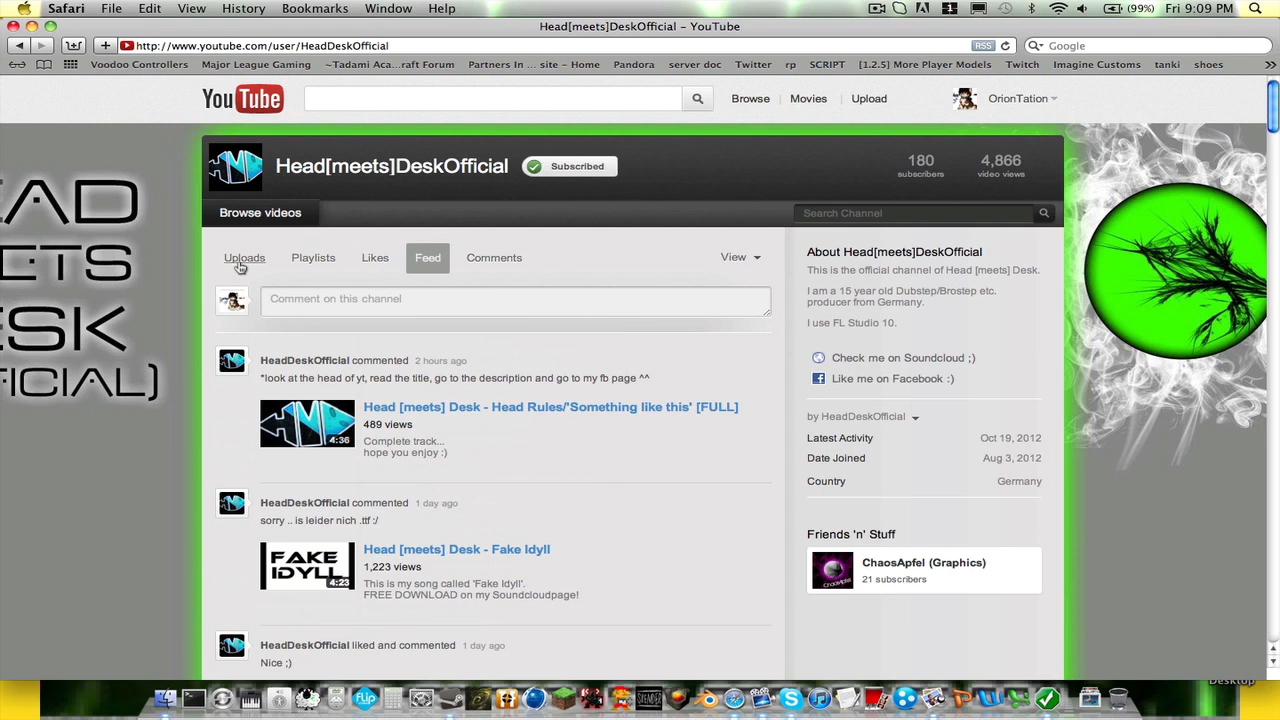 Safari File Edit View History Bookmarks Window Help (99%) Fri 9:09 PM
Head[meets]DeskOfficial – YouTube
http://www.youtube.com/user/HeadDeskOfficial RSS Google
Voodoo Controllers Major League Gaming ~Tadami Aca...raft Forum Partners In ... site - Home Pandora server doc Twitter rp SCRIPT [1.2.5] More Player Models Twitch Imagine Customs tanki shoes
YouTube Browse Movies Upload OrionTation
Head[meets]DeskOfficial Subscribed
180 4,866
subscribers video views
Browse videos Search Channel
EAD
EETS
ESK
FICIAL)
Uploads Playlists Likes Feed Comments View
Comment on this channel
HeadDeskOfficial commented 2 hours ago
*look at the head of yt, read the title, go to the description and go to my fb page ^^
Head [meets] Desk - Head Rules/'Something like this' [FULL]
489 views
4:36
Complete track...
hope you enjoy :)
HeadDeskOfficial commented 1 day ago
sorry .. is leider nich .ttf :/
FAKE
IDYLL
4:23
Head [meets] Desk - Fake Idyll
1,223 views
This is my song called 'Fake Idyll'.
FREE DOWNLOAD on my Soundcloudpage!
HeadDeskOfficial liked and commented 1 day ago
Nice ;)
About Head[meets]DeskOfficial
This is the official channel of Head [meets] Desk.
I am a 15 year old Dubstep/Brostep etc.
producer from Germany.
I use FL Studio 10.
Check me on Soundcloud ;)
Like me on Facebook :)
by HeadDeskOfficial
Latest Activity Oct 19, 2012
Date Joined Aug 3, 2012
Country Germany
Friends 'n' Stuff
ChaosApfel (Graphics)
21 subscribers
Desktop